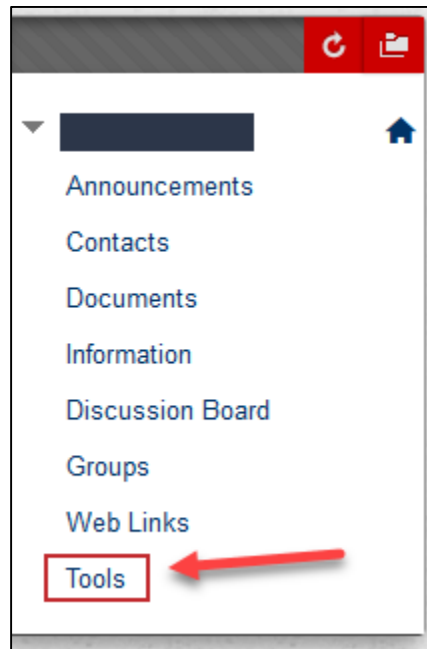 Announcements
Contacts
Documents
Information
Discussion Board
Groups
Web Links
Tools